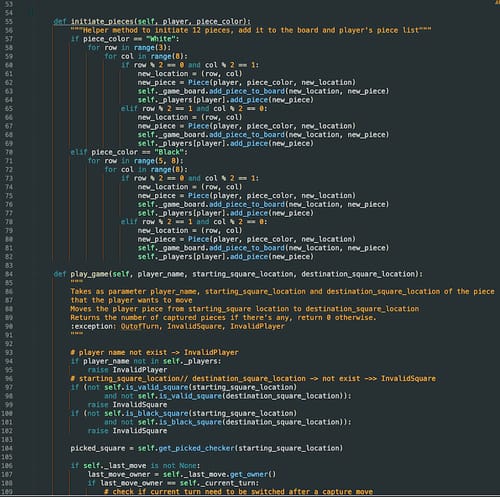 53
54
55 def initiate_pieces(self, player, piece_color):
56 """Helper method to initiate 12 pieces, add it to the board and player's piece list"""
57 if piece_color == "White":
58 for row in range(3):
59 for col in range(8):
60 if row % 2 == 0 and col % 2 == 1:
61 new_location = (row, col)
62 new_piece = Piece(player, piece_color, new_location)
63 self._game_board.add_piece_to_board(new_location, new_piece)
64 self._players[player].add_piece(new_piece)
65 elif row % 2 == 1 and col % 2 == 0:
66 new_location = (row, col)
67 new_piece = Piece(player, piece_color, new_location)
68 self._game_board.add_piece_to_board(new_location, new_piece)
69 self._players[player].add_piece(new_piece)
70 elif piece_color == "Black":
71 for row in range(5, 8):
72 for col in range(8):
73 if row % 2 == 0 and col % 2 == 1:
74 new_location = (row, col)
75 new_piece = Piece(player, piece_color, new_location)
76 self._game_board.add_piece_to_board(new_location, new_piece)
77 self._players[player].add_piece(new_piece)
78 elif row % 2 == 1 and col % 2 == 0:
79 new_location = (row, col)
80 new_piece = Piece(player, piece_color, new_location)
81 self._game_board.add_piece_to_board(new_location, new_piece)
82 self._players[player].add_piece(new_piece)
83
84 def play_game(self, player_name, starting_square_location, destination_square_location):
85 """
86 Takes as parameter player_name, starting_square_location and destination_square_location of the piece
87 that the player wants to move
88 Moves the player piece from starting_square location to destination_square_location
89 Returns the number of captured pieces if there's any, return 0 otherwise.
90 :exception: OutofTurn, InvalidSquare, InvalidPlayer
91 """
92
93 # player name not exist -> InvalidPlayer
94 if player_name not in self._players:
95 raise InvalidPlayer
96 # starting_square_location// destination_square_location -> not exist ->> InvalidSquare
97 if (not self.is_valid_square(starting_square_location)
98 and not self.is_valid_square(destination_square_location)):
99 raise InvalidSquare
100 if (not self.is_black_square(starting_square_location)
101 and not self.is_black_square(destination_square_location)):
102 raise InvalidSquare
103
104 picked_square = self.get_picked_checker(starting_square_location)
105
106 if self._last_move is not None:
107 last_move_owner = self._last_move.get_owner()
108 if last_move_owner == self._current_turn:
109 # check if current turn need to be switched after a capture move